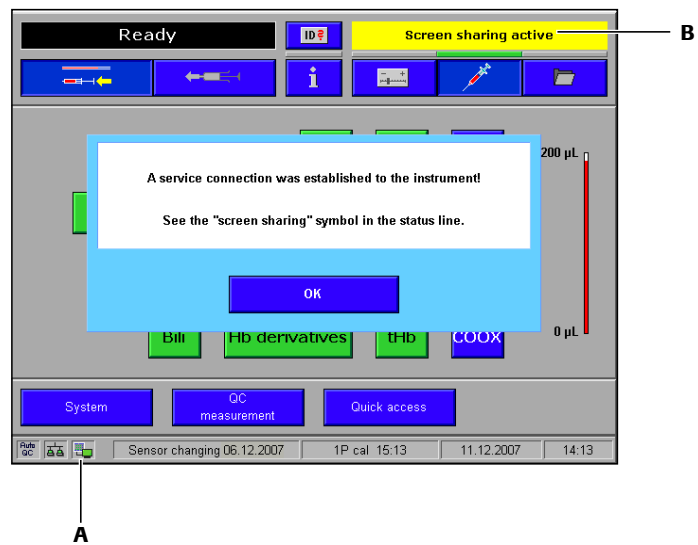 Ready
ID
Screen sharing active
B
i
A service connection was established to the instrument!
See the "screen sharing" symbol in the status line.
OK
200 µL
0 µL
Bili
Hb derivatives
tHb
COOX
System
QC
measurement
Quick access
Auto
QC
Sensor changing 06.12.2007
1P cal 15:13
11.12.2007
14:13
A